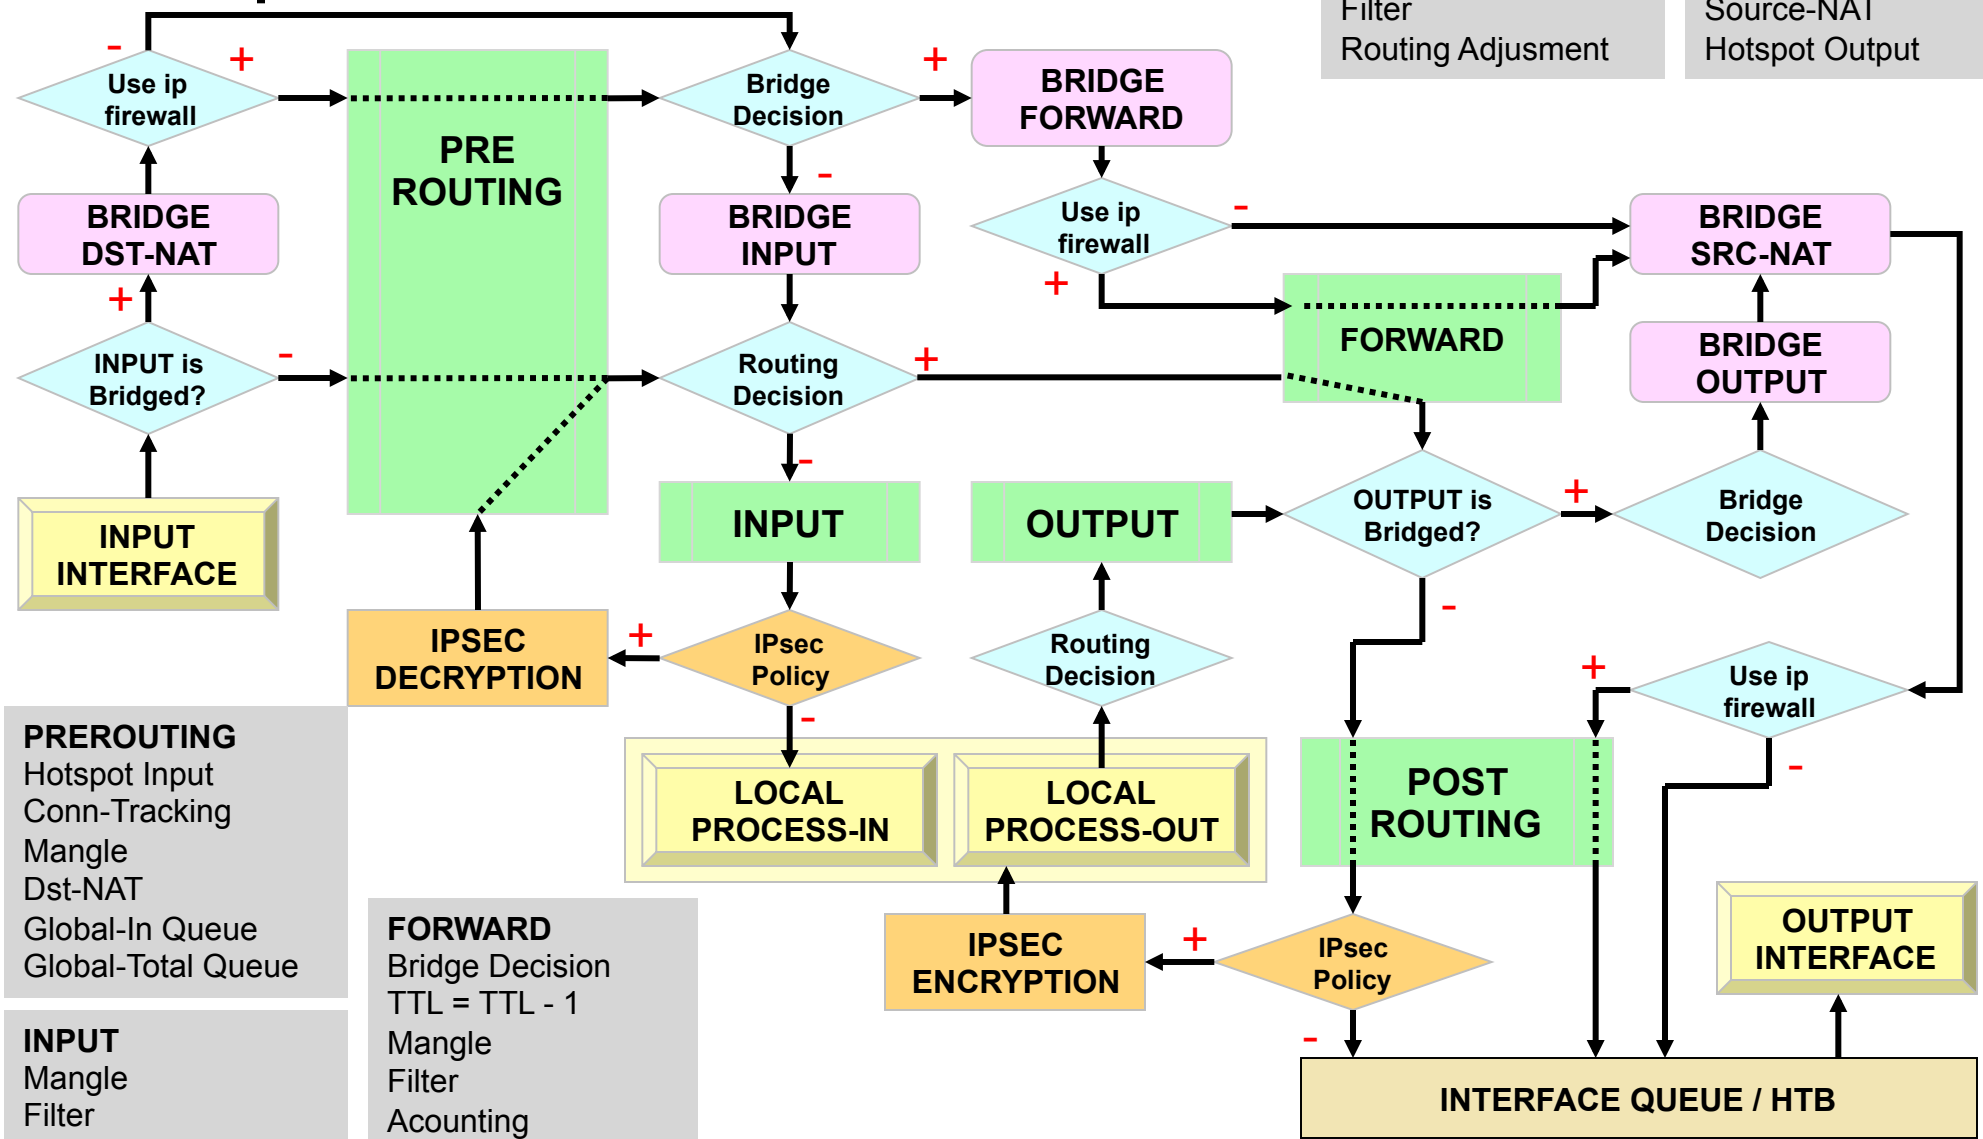 Filter
Routing Adjusment
Source-NAT
Hotspot Output
-
+
Use ip
firewall
PRE
ROUTING
Bridge
Decision
+
BRIDGE
FORWARD
-
BRIDGE
DST-NAT
BRIDGE
INPUT
Use ip
firewall
-
+
BRIDGE
SRC-NAT
+
INPUT is
Bridged?
-
Routing
Decision
+
FORWARD
BRIDGE
OUTPUT
-
INPUT
INTERFACE
INPUT
OUTPUT
OUTPUT is
Bridged?
+
Bridge
Decision
-
IPSEC
DECRYPTION
+
IPsec
Policy
-
Routing
Decision
+
Use ip
firewall
-
LOCAL
PROCESS-IN
LOCAL
PROCESS-OUT
POST
ROUTING
IPSEC
ENCRYPTION
+
IPsec
Policy
-
OUTPUT
INTERFACE
INTERFACE QUEUE / HTB
PREROUTING
Hotspot Input
Conn-Tracking
Mangle
Dst-NAT
Global-In Queue
Global-Total Queue
INPUT
Mangle
Filter
FORWARD
Bridge Decision
TTL = TTL - 1
Mangle
Filter
Acounting